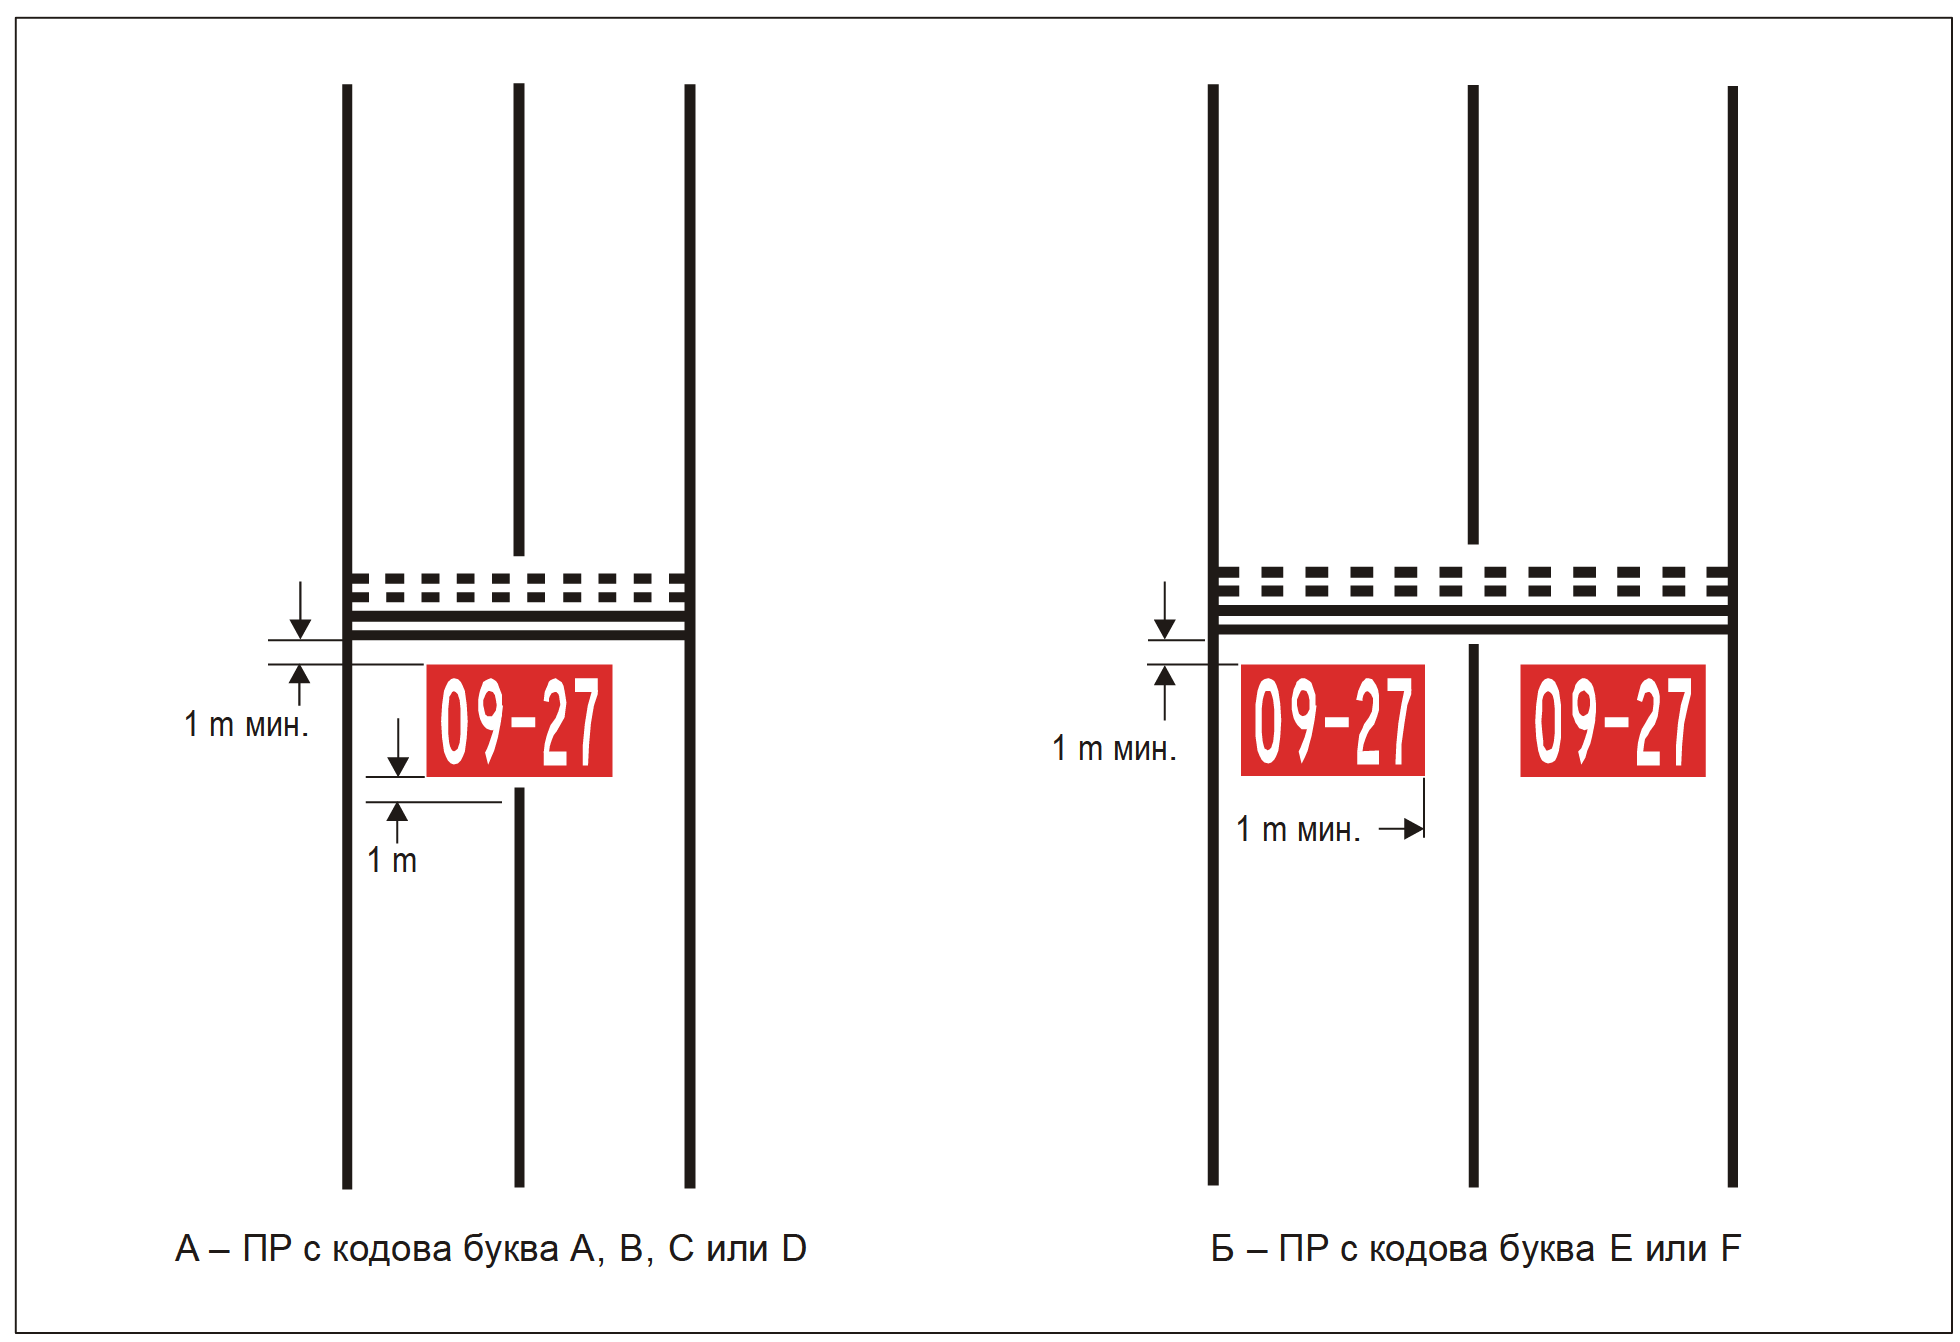 09-27
1 m мин.
1 m
А – ПР с кодова буква A, B, C или D
09-27
09-27
1 m мин.
1 m мин.
Б – ПР с кодова буква E или F